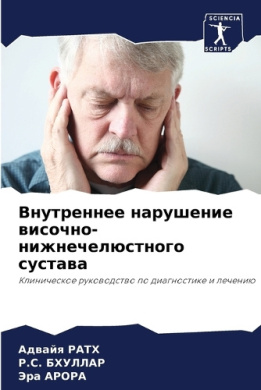 SCIENCIA
SCRIPTS
Внутреннее нарушение
височно-
нижнечелюстного
сустава
Клиническое руководство по диагностике и лечению
Адвайя РАТХ
Р.С. БХУЛЛАР
Эра АРОРА